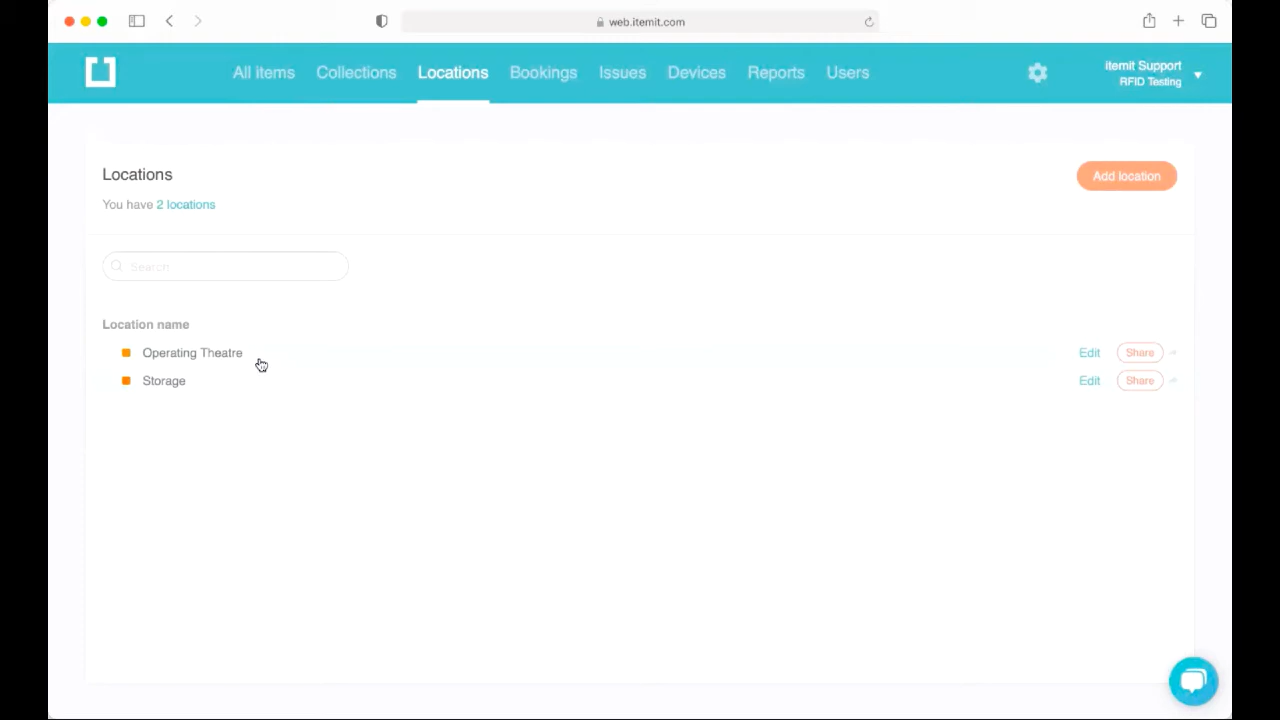 web.itemit.com
All items Collections Locations Bookings Issues Devices Reports Users
itemit Support
RFID Testing
Locations
Add location
You have 2 locations
Search
Location name
Operating Theatre Edit Share
Storage Edit Share